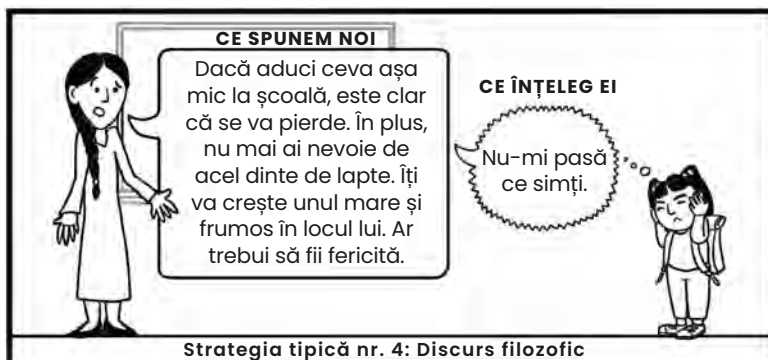 CE SPUNEM NOI
Dacă aduci ceva așa
mic la școală, este clar
că se va pierde. În plus,
nu mai ai nevoie de
acel dinte de lapte. Îți
va crește unul mare și
frumos în locul lui. Ar
trebui să fii fericită.
CE ÎNȚELEG EI
Nu-mi pasă
ce simți.
Strategia tipică nr. 4: Discurs filozofic